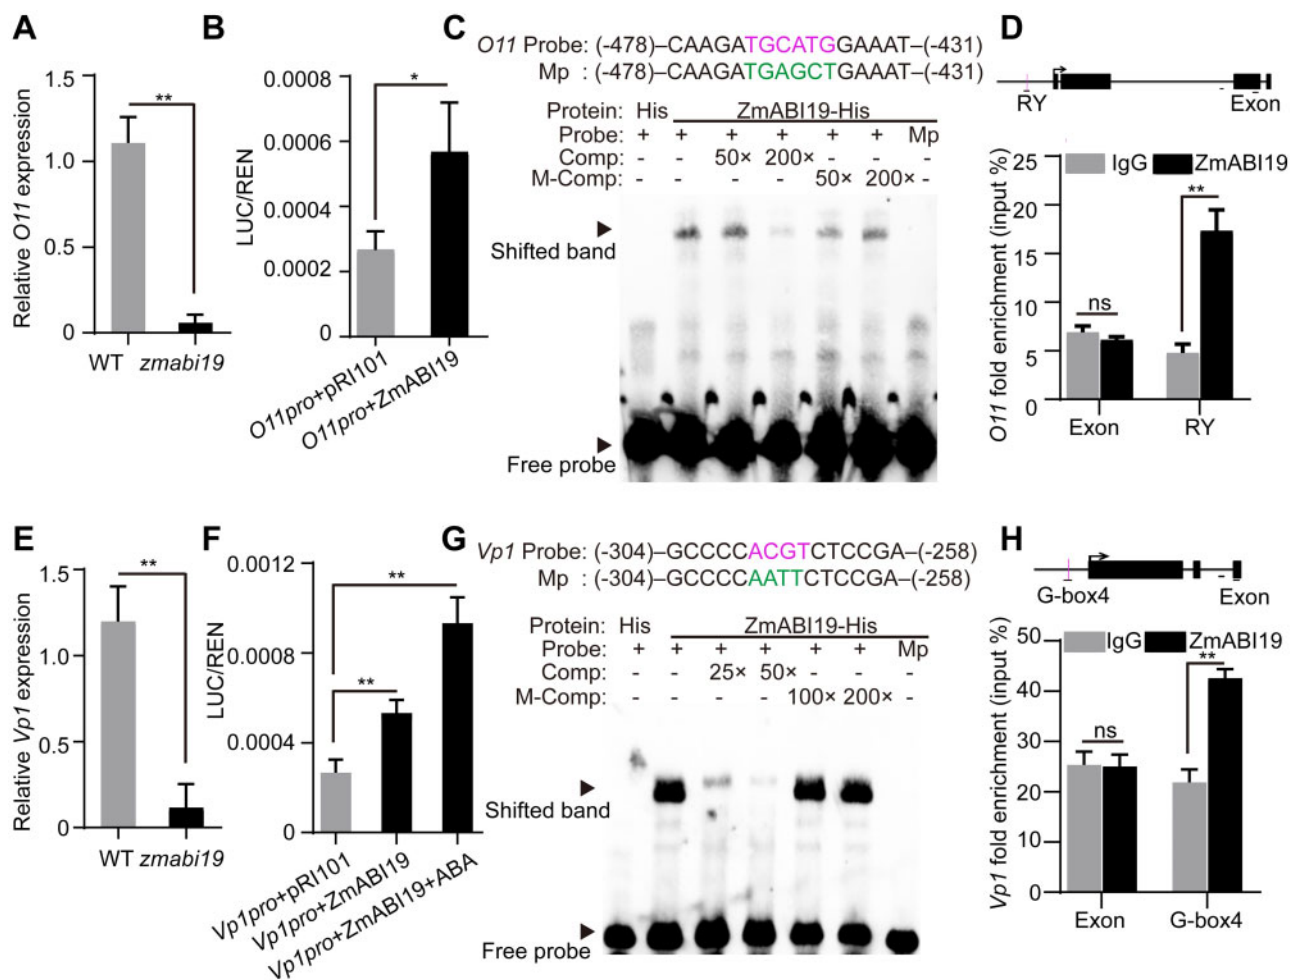 A
Relative O11 expression
1.5
1.0
0.5
0
**
WT zmabi19
B
LUC/REN
0.0008
0.0006
0.0004
0.0002
0
*
O11pro+pRI101
O11pro+ZmABI19
C
O11 Probe: (-478)–CAAGATGCATGGAAAT–(-431)
Mp : (-478)–CAAGATGAGCTGAAAT–(-431)
Protein: His ZmABI19-His
Probe: + + + + + + Mp
Comp: - - 50× 200× - - -
M-Comp: - - - - 50× 200× -
Shifted band
Free probe
D
RY Exon
O11 fold enrichment (input %)
25
20
15
10
5
0
IgG ZmABI19
ns
**
Exon RY
E
Relative Vp1 expression
1.5
1.0
0.5
0
**
WT zmabi19
F
LUC/REN
0.0012
0.0008
0.0004
0
**
**
Vp1pro+pRI101
Vp1pro+ZmABI19
Vp1pro+ZmABI19+ABA
G
Vp1 Probe: (-304)–GCCCCACGTCTCCGA–(-258)
Mp : (-304)–GCCCCAATTCTCCGA–(-258)
Protein: His ZmABI19-His
Probe: + + + + + + Mp
Comp: - - 25× 50× - - -
M-Comp: - - - - 100× 200× -
Shifted band
Free probe
H
G-box4 Exon
Vp1 fold enrichment (input %)
50
40
30
20
10
0
IgG ZmABI19
**
ns
Exon G-box4